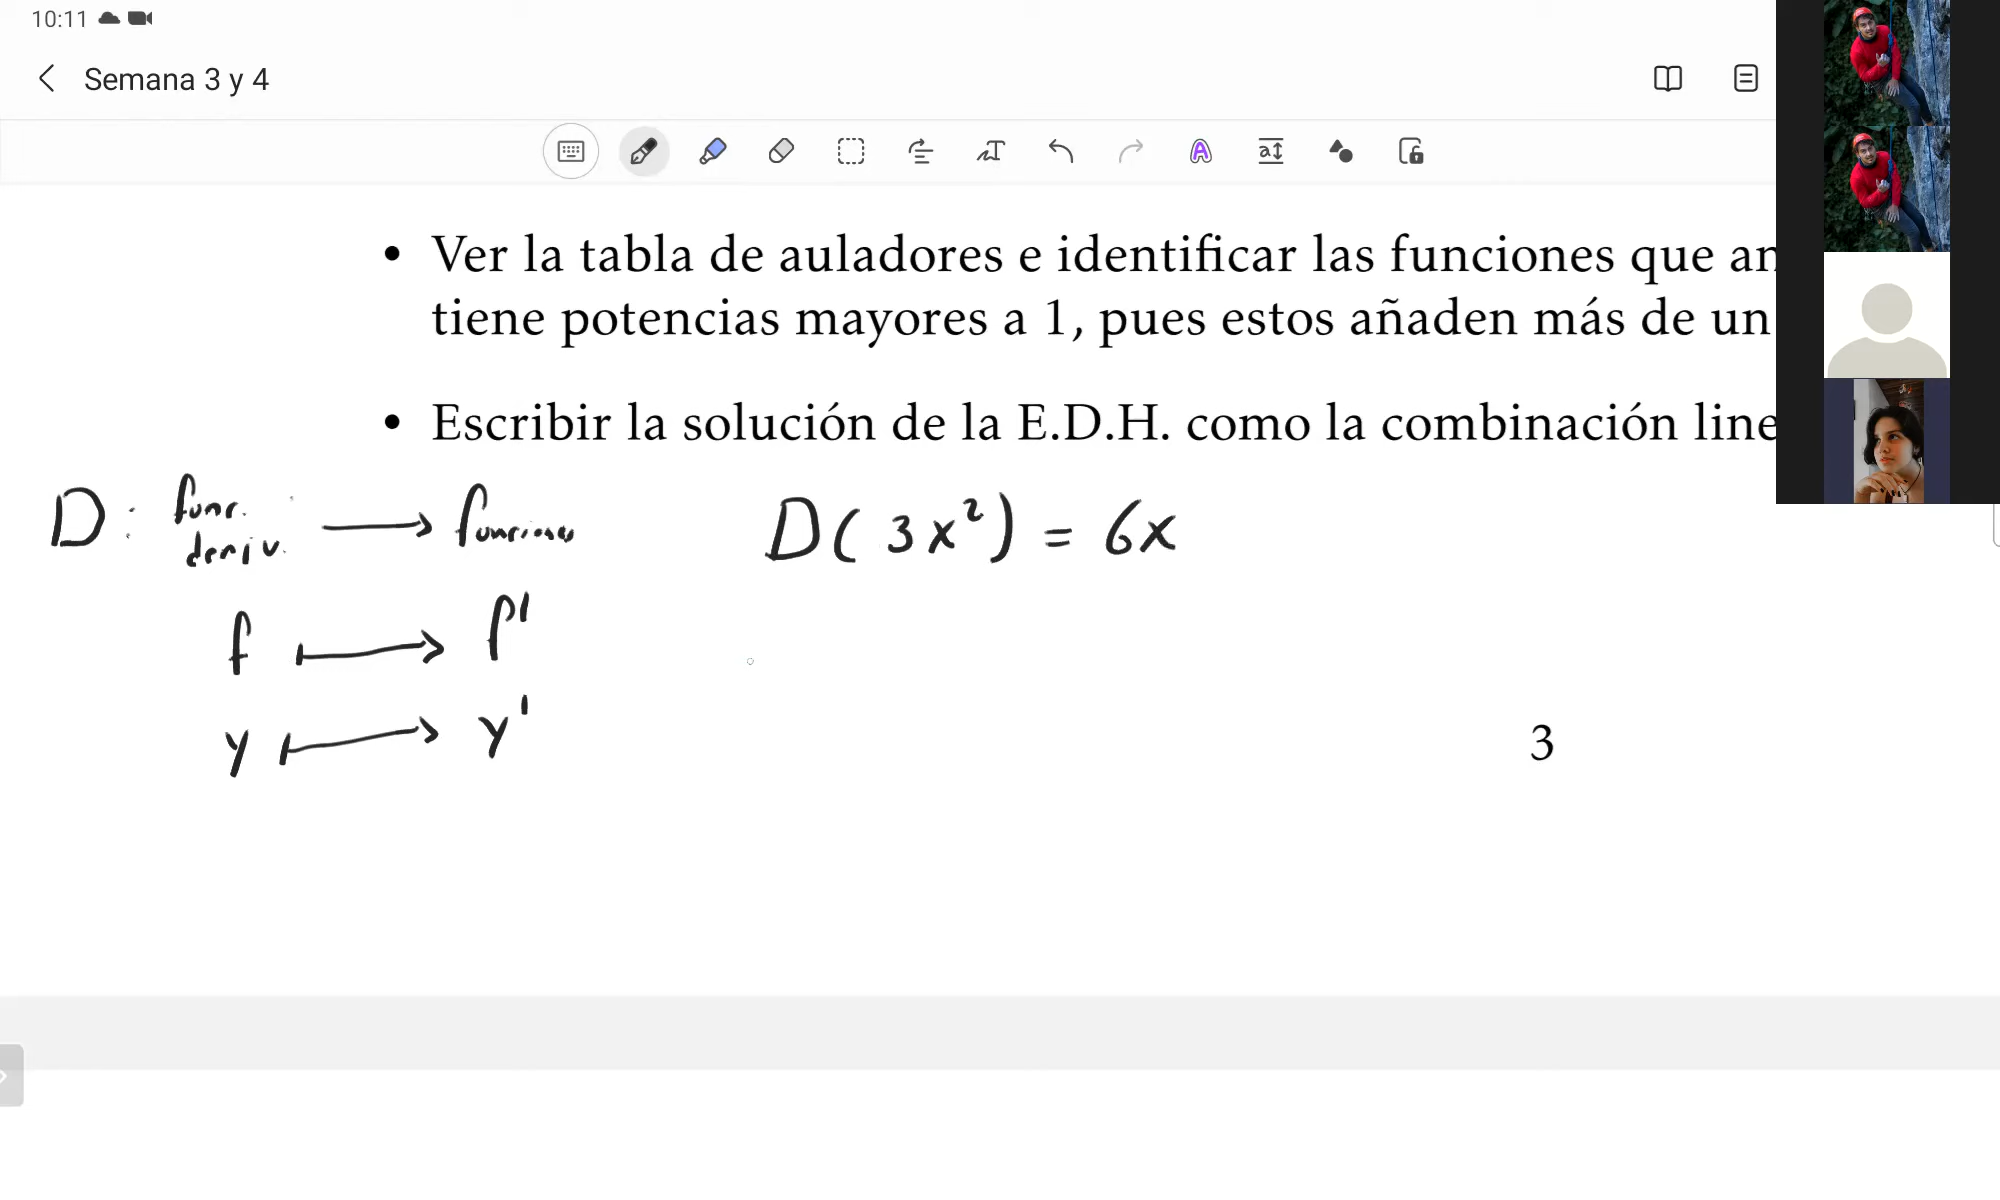 10:11
Semana 3 y 4
• Ver la tabla de auladores e identificar las funciones que an
tiene potencias mayores a 1, pues estos añaden más de un
• Escribir la solución de la E.D.H. como la combinación line
D : func. deriv. → funciones
D(3x²) = 6x
f ↦ f'
y ↦ y'
3